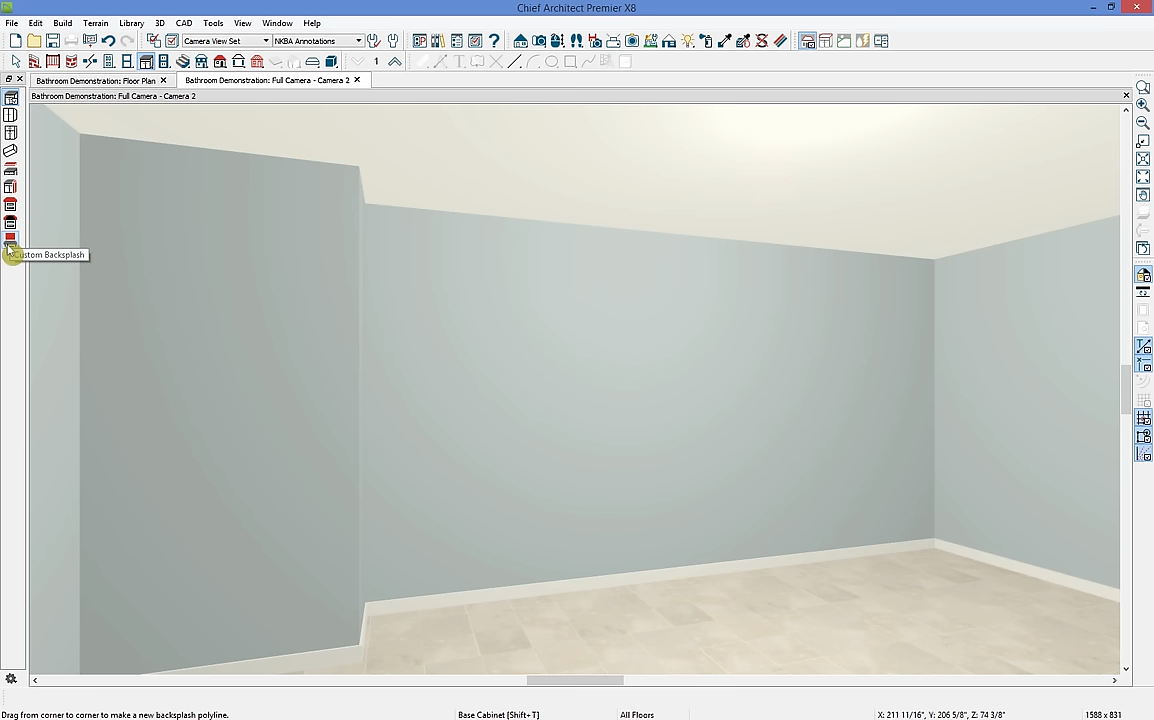 Chief Architect Premier X8
File Edit Build Terrain Library 3D CAD Tools View Window Help
Camera View Set NKBA Annotations
1
Bathroom Demonstration: Floor Plan Bathroom Demonstration: Full Camera - Camera 2
Bathroom Demonstration: Full Camera - Camera 2
Custom Backsplash
Drag from corner to corner to make a new backsplash polyline. Base Cabinet [Shift+T] All Floors X: 211 11/16", Y: 206 5/8", Z: 74 3/8" 1588 x 831